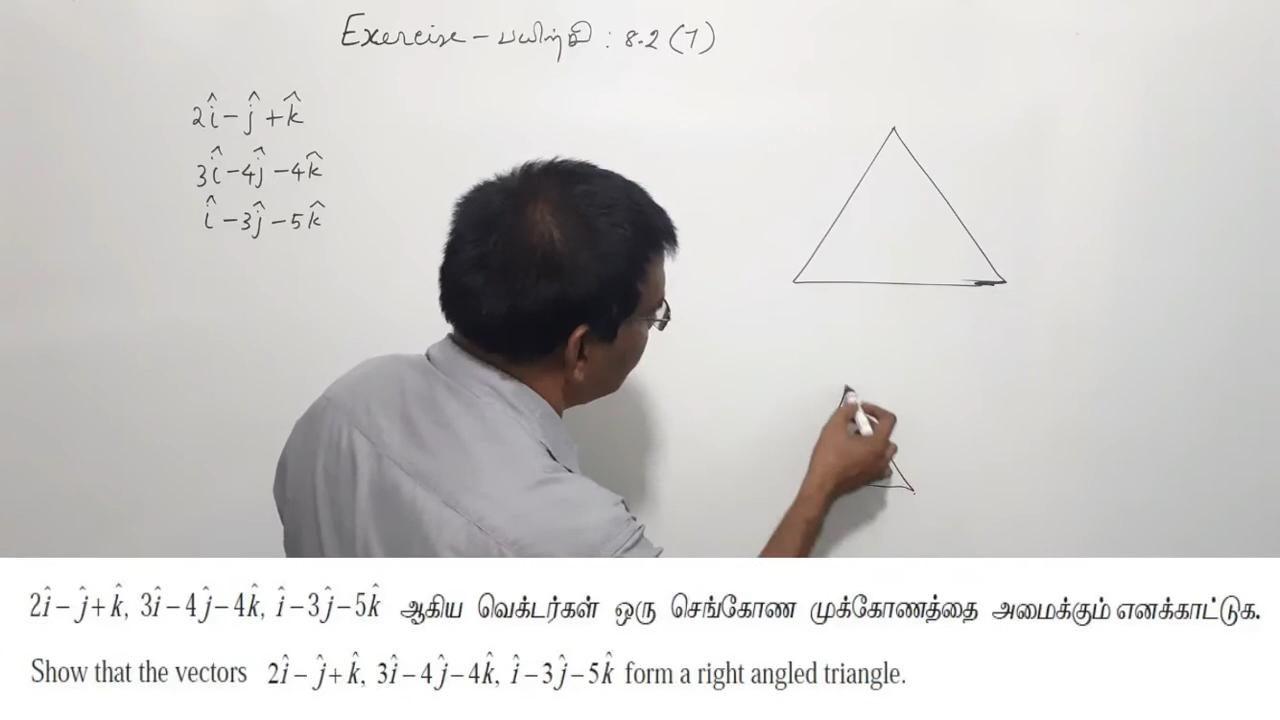 Exercise – பயிற்சி : 8.2 (7)
2î – ĵ + k̂
3î – 4ĵ – 4k̂
î – 3ĵ – 5k̂
2î – ĵ + k̂, 3î – 4ĵ – 4k̂, î – 3ĵ – 5k̂ ஆகிய வெக்டர்கள் ஒரு செங்கோண முக்கோணத்தை அமைக்கும் எனக்காட்டுக.
Show that the vectors 2î – ĵ + k̂, 3î – 4ĵ – 4k̂, î – 3ĵ – 5k̂ form a right angled triangle.